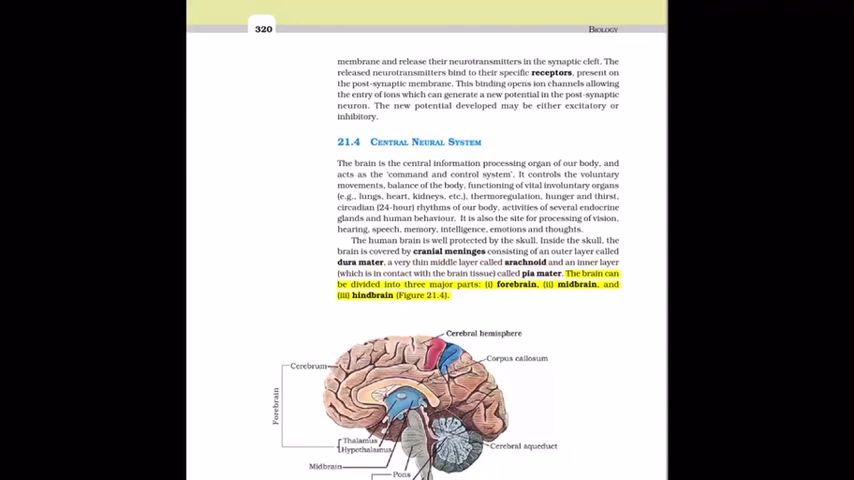 320
BIOLOGY
membrane and release their neurotransmitters in the synaptic cleft. The
released neurotransmitters bind to their specific receptors, present on
the post-synaptic membrane. This binding opens ion channels allowing
the entry of ions which can generate a new potential in the post-synaptic
neuron. The new potential developed may be either excitatory or
inhibitory.
21.4 CENTRAL NEURAL SYSTEM
The brain is the central information processing organ of our body, and
acts as the ‘command and control system’. It controls the voluntary
movements, balance of the body, functioning of vital involuntary organs
(e.g., lungs, heart, kidneys, etc.), thermoregulation, hunger and thirst,
circadian (24-hour) rhythms of our body, activities of several endocrine
glands and human behaviour. It is also the site for processing of vision,
hearing, speech, memory, intelligence, emotions and thoughts.
The human brain is well protected by the skull. Inside the skull, the
brain is covered by cranial meninges consisting of an outer layer called
dura mater, a very thin middle layer called arachnoid and an inner layer
(which is in contact with the brain tissue) called pia mater. The brain can
be divided into three major parts: (i) forebrain, (ii) midbrain, and
(iii) hindbrain (Figure 21.4).
Cerebral hemisphere
Corpus callosum
Cerebrum
Forebrain
Thalamus
Hypothalamus
Cerebral aqueduct
Midbrain
Pons